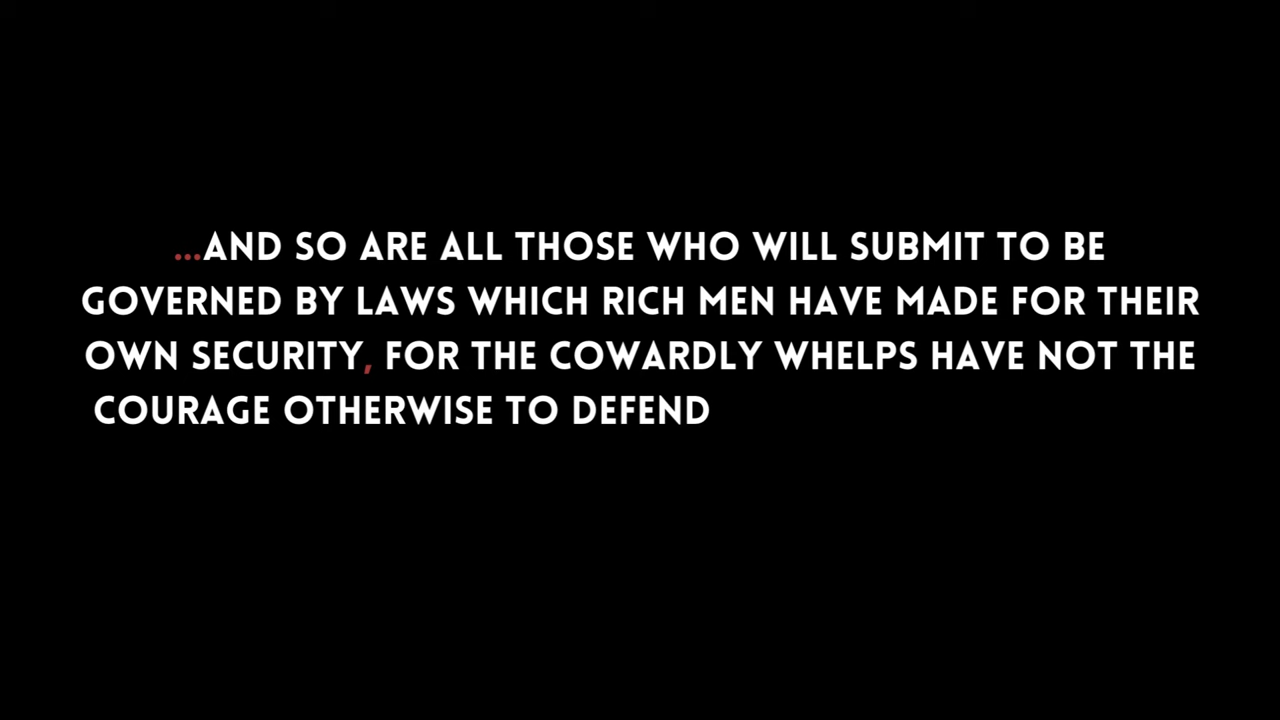 ...AND SO ARE ALL THOSE WHO WILL SUBMIT TO BE
GOVERNED BY LAWS WHICH RICH MEN HAVE MADE FOR THEIR
OWN SECURITY, FOR THE COWARDLY WHELPS HAVE NOT THE
COURAGE OTHERWISE TO DEFEND